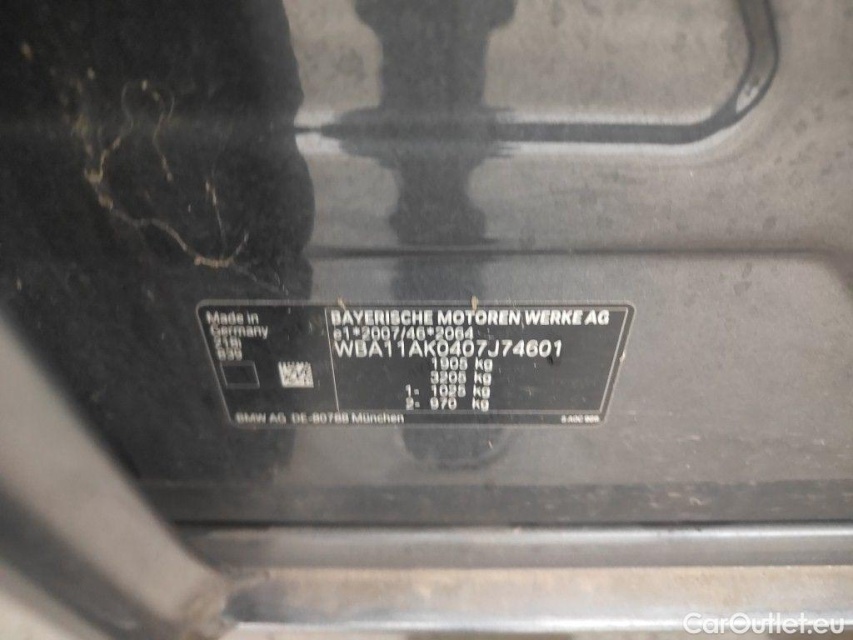 Made in
Germany
BAYERISCHE MOTOREN WERKE AG
e1*2007/46*2064
WBA11AK0407J74601
1905 kg
3205 kg
1- 1025 kg
2- 970 kg
BMW AG DE-80788 München
CarOutlet.eu